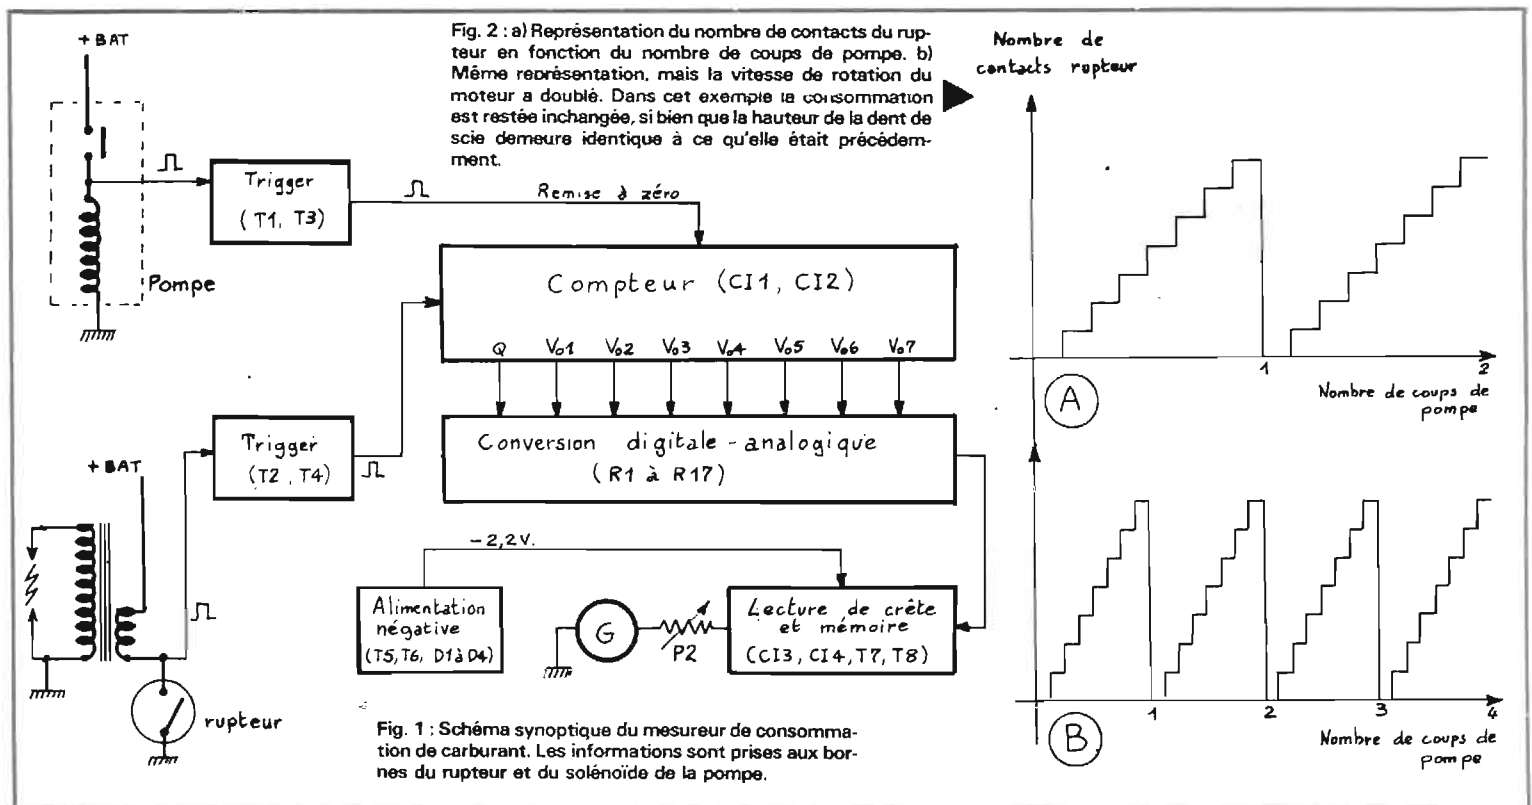 + BAT
Pompe
Trigger
(T1, T3)
Remise à zéro
Fig. 2 : a) Représentation du nombre de contacts du rup-
teur en fonction du nombre de coups de pompe. b)
Même représentation, mais la vitesse de rotation du
moteur a doublé. Dans cet exemple la consommation
est restée inchangée, si bien que la hauteur de la dent de
scie demeure identique à ce qu'elle était précédem-
ment.
Compteur (CI1, CI2)
Q Vo1 Vo2 Vo3 Vo4 Vo5 Vo6 Vo7
Trigger
(T2, T4)
Conversion digitale-analogique
(R1 à R17)
+ BAT
rupteur
-2,2V.
Alimentation
négative
(T5, T6, D1 à D4)
G
P2
Lecture de crête
et mémoire
(CI3, CI4, T7, T8)
Fig. 1 : Schéma synoptique du mesureur de consomma-
tion de carburant. Les informations sont prises aux bor-
nes du rupteur et du solénoïde de la pompe.
Nombre de
contacts rupteur
1 2
A
Nombre de coups de
pompe
1 2 3 4
B
Nombre de coups de
pompe